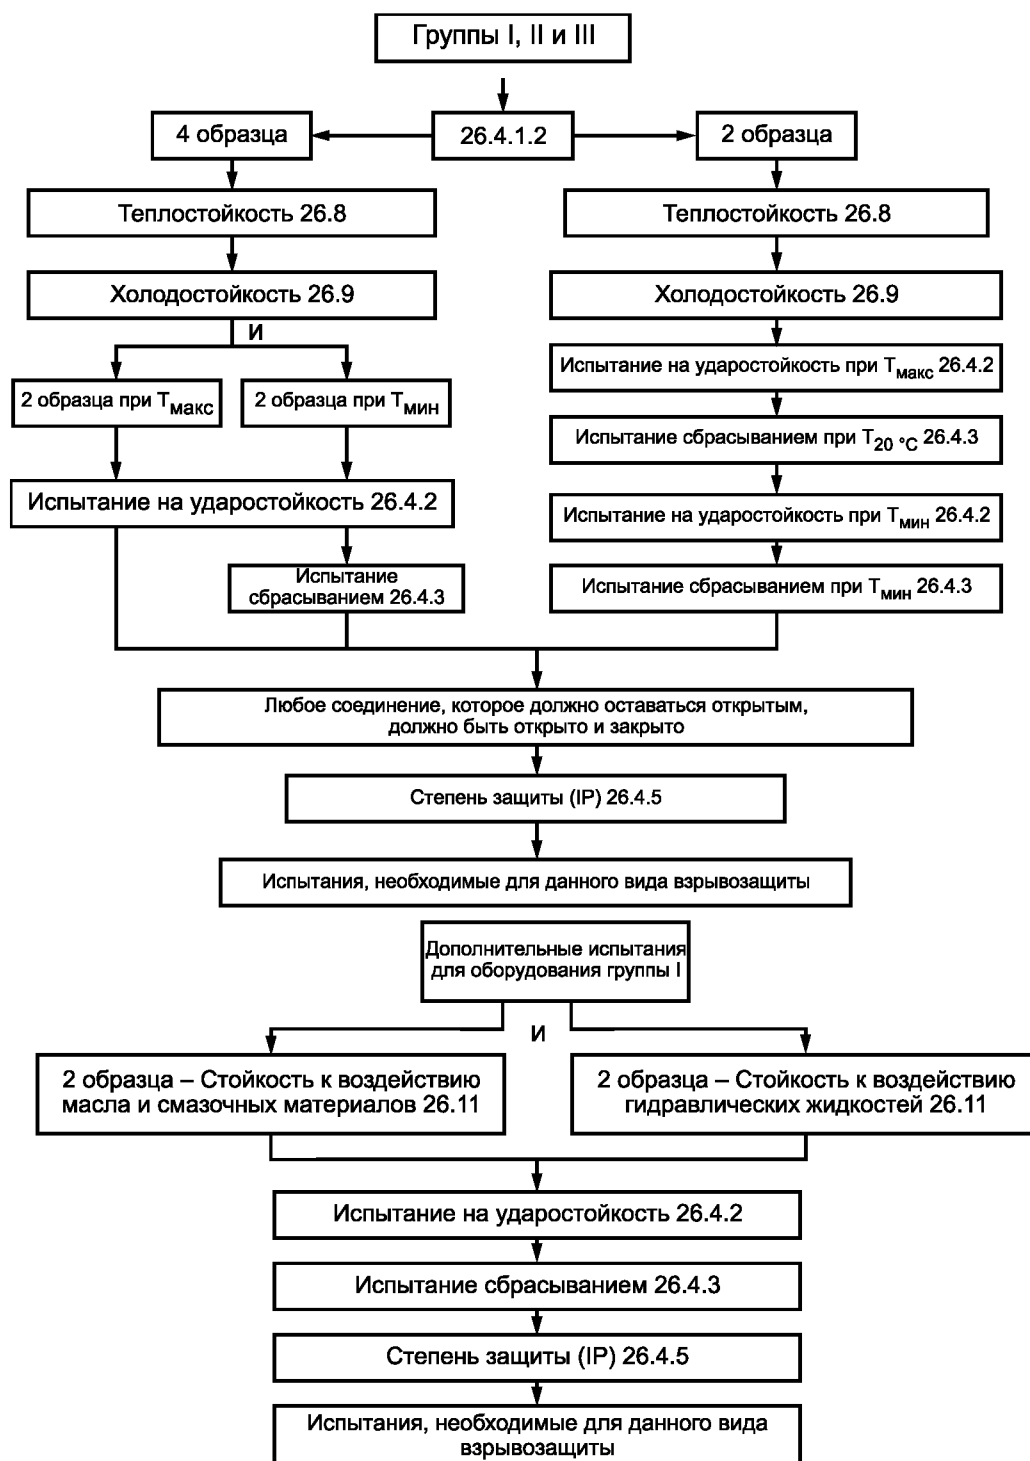 Группы I, II и III
4 образца
26.4.1.2
2 образца
Теплостойкость 26.8
Теплостойкость 26.8
Холодостойкость 26.9
Холодостойкость 26.9
И
2 образца при Tмакс
2 образца при Tмин
Испытание на ударостойкость при Tмакс 26.4.2
Испытание сбрасыванием при T20 °C 26.4.3
Испытание на ударостойкость 26.4.2
Испытание на ударостойкость при Tмин 26.4.2
Испытание
сбрасыванием 26.4.3
Испытание сбрасыванием при Tмин 26.4.3
Любое соединение, которое должно оставаться открытым,
должно быть открыто и закрыто
Степень защиты (IP) 26.4.5
Испытания, необходимые для данного вида взрывозащиты
Дополнительные испытания
для оборудования группы I
И
2 образца – Стойкость к воздействию
масла и смазочных материалов 26.11
2 образца – Стойкость к воздействию
гидравлических жидкостей 26.11
Испытание на ударостойкость 26.4.2
Испытание сбрасыванием 26.4.3
Степень защиты (IP) 26.4.5
Испытания, необходимые для данного вида
взрывозащиты